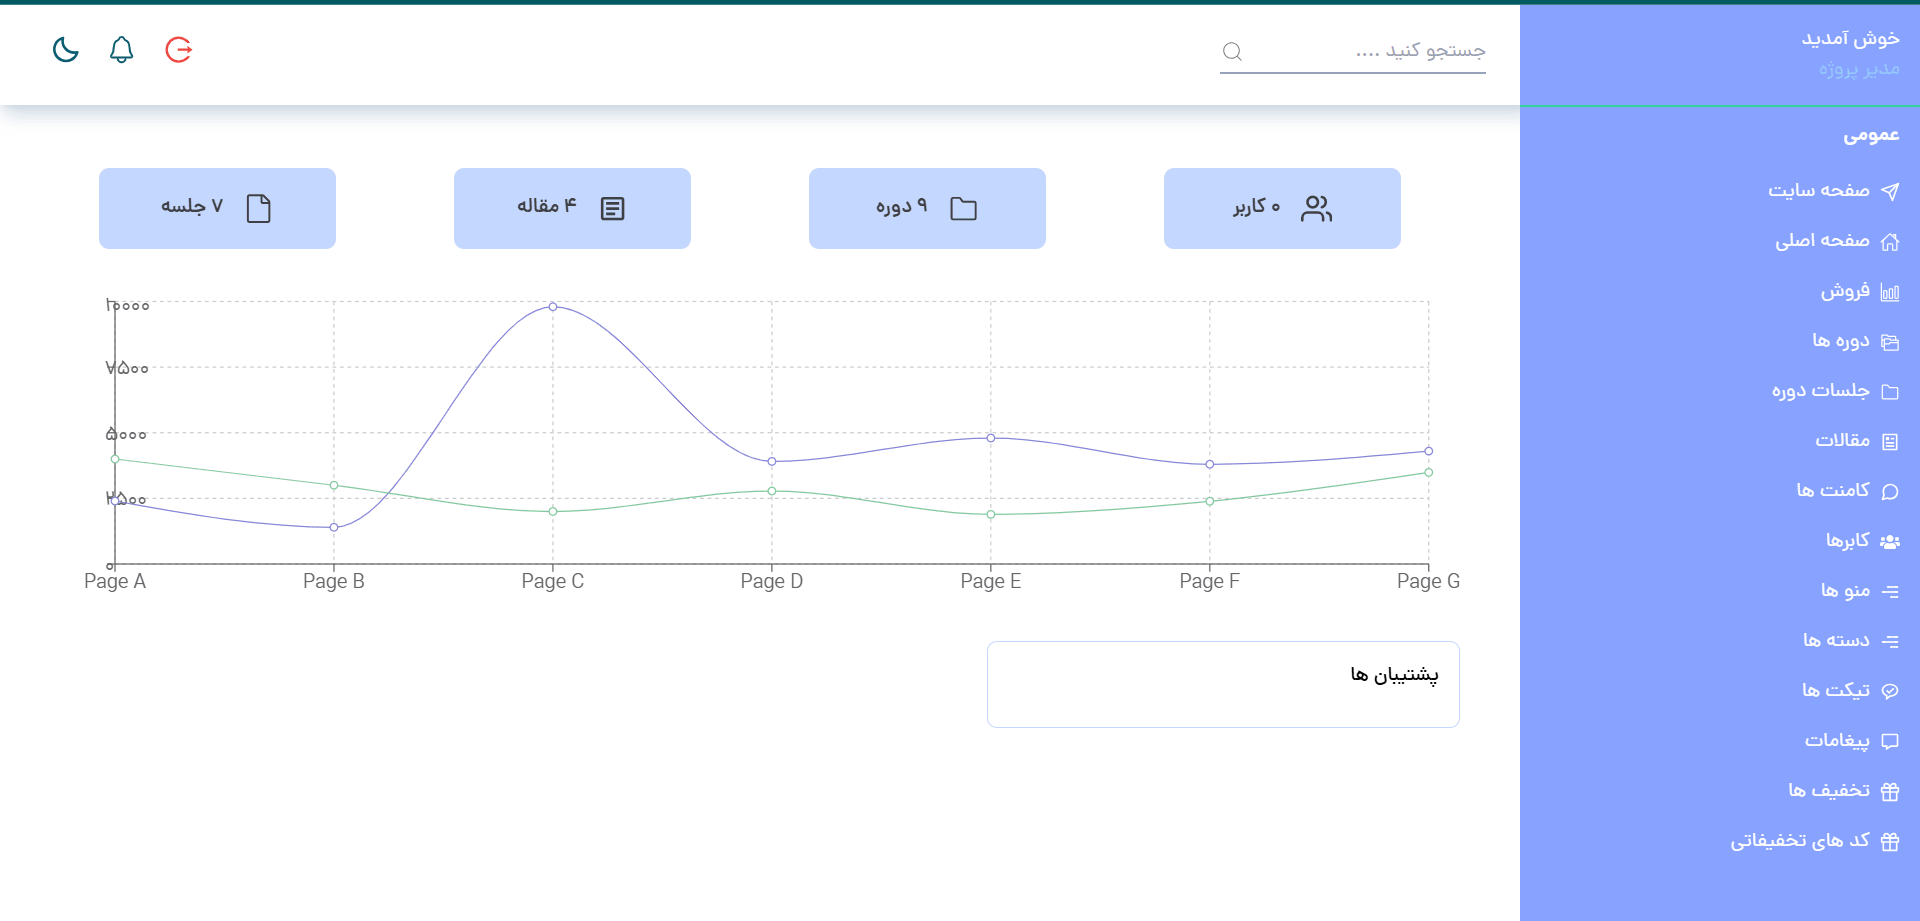 خوش آمدید
مدیر پروژه
جستجو کنید ....
عمومی
صفحه سایت
صفحه اصلی
فروش
دوره ها
جلسات دوره
مقالات
کامنت ها
کابرها
منو ها
دسته ها
تیکت ها
پیغامات
تخفیف ها
کد های تخفیفاتی
۰ کاربر
۹ دوره
۴ مقاله
۷ جلسه
۱۰۰۰۰
۷۵۰۰
۵۰۰۰
۲۵۰۰
۰
Page A Page B Page C Page D Page E Page F Page G
پشتیبان ها